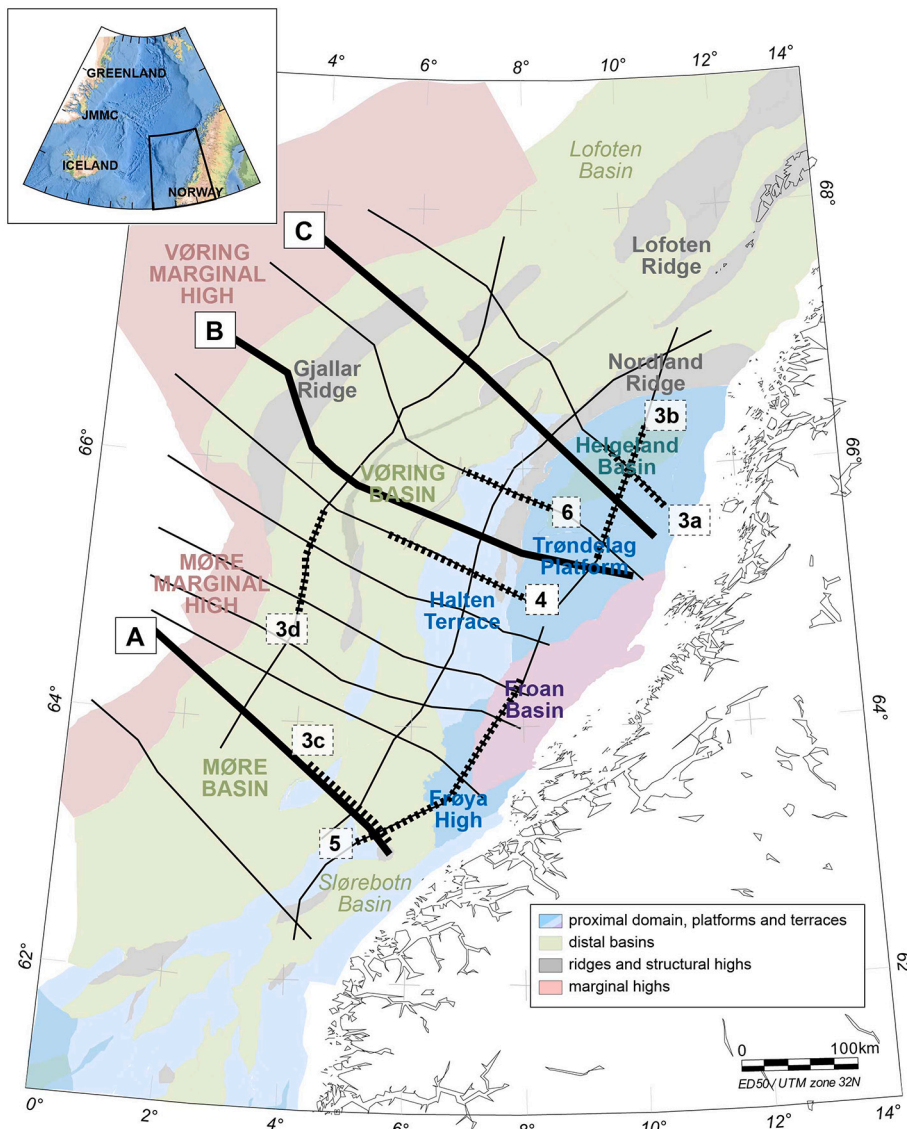 GREENLAND
JMMC
ICELAND
NORWAY
4°
6°
8°
10°
12°
14°
Lofoten
Basin
68°
C
Lofoten
Ridge
VØRING
MARGINAL
HIGH
B
Gjallar
Ridge
Nordland
Ridge
3b
66°
66°
Helgeland
Basin
VØRING
BASIN
6
3a
Trøndelag
Platform
MØRE
MARGINAL
HIGH
4
Halten
Terrace
A
3d
64°
64°
Froan
Basin
3c
MØRE
BASIN
Frøya
High
5
Slørebotn
Basin
proximal domain, platforms and terraces
distal basins
ridges and structural highs
marginal highs
62°
62
0 100km
ED50 / UTM zone 32N
0°
2°
4°
6°
8°
10°
12°
14°